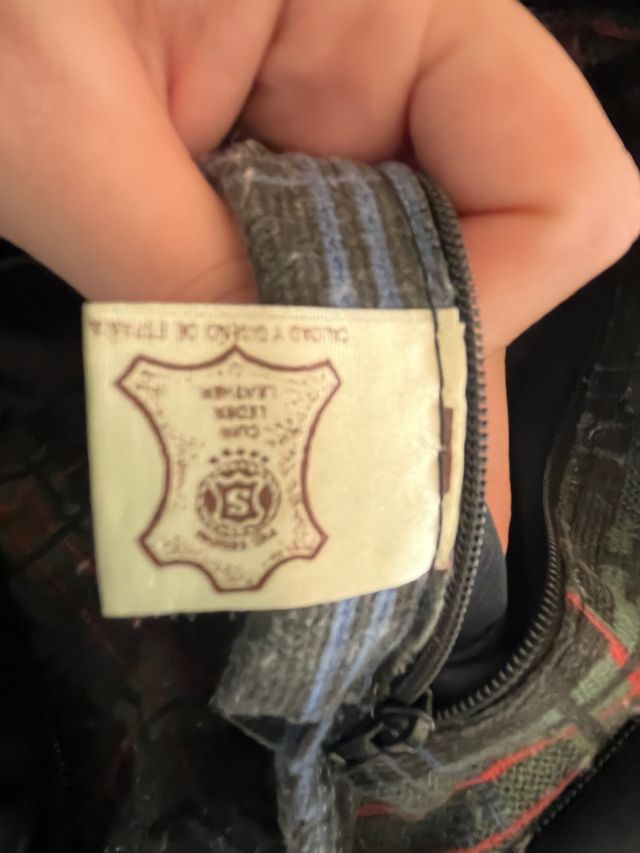 S
CUIR
LEDER
LEATHER
CALIDAD Y DISEÑO DE ESPAÑA